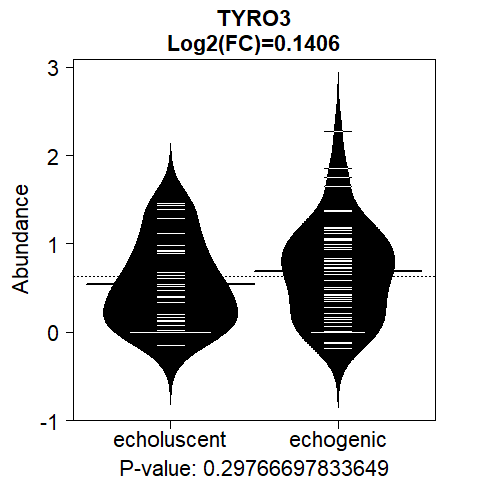 TYRO3
Log2(FC)=0.1406
3
2
1
0
-1
Abundance
echoluscent echogenic
P-value: 0.29766697833649